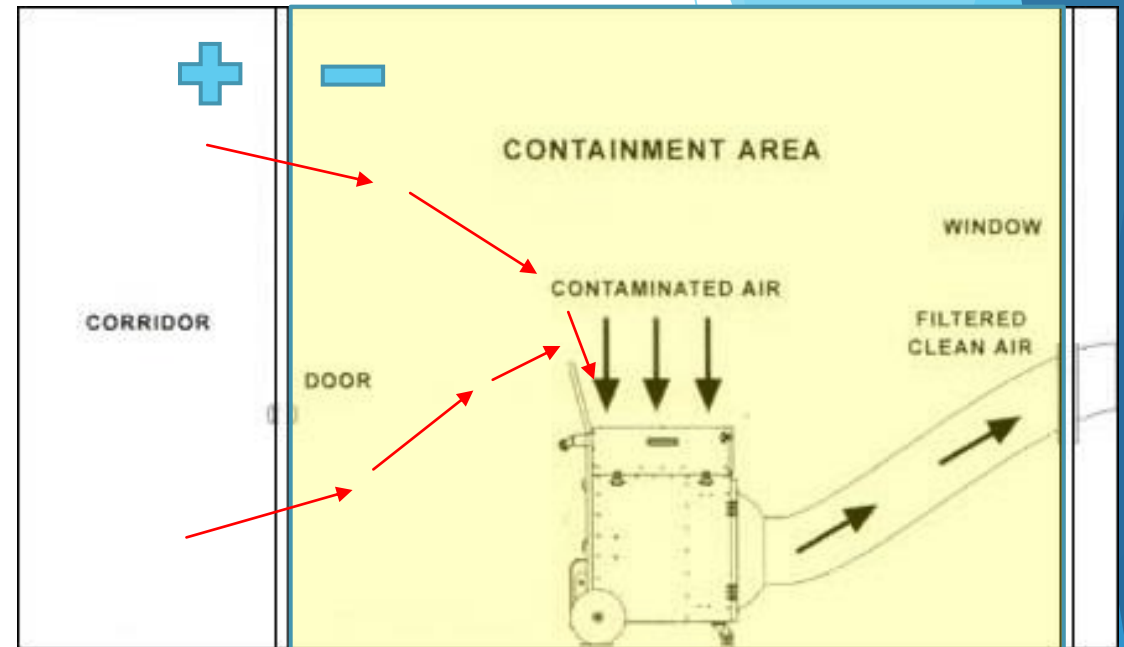 CONTAINMENT AREA
WINDOW
CONTAMINATED AIR
CORRIDOR
FILTERED
CLEAN AIR
DOOR